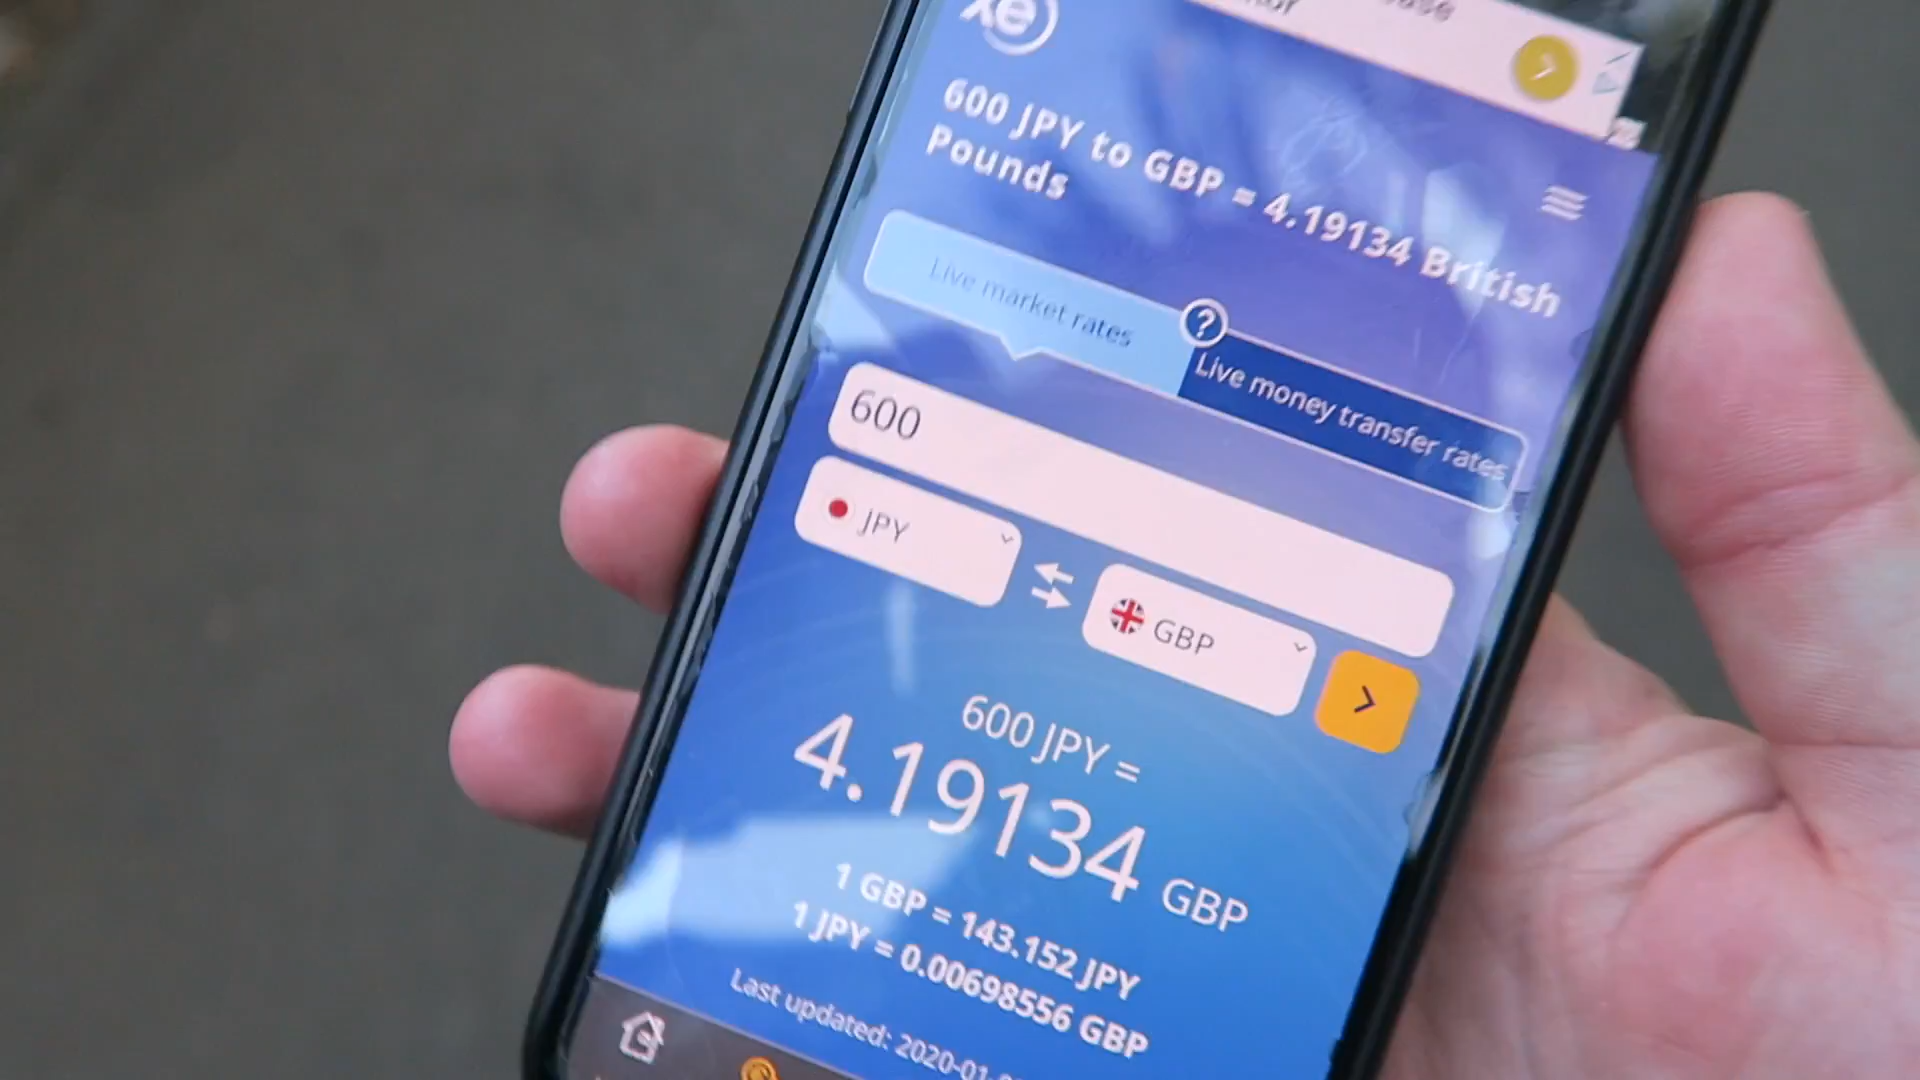 xe
600 JPY to GBP = 4.19134 British
Pounds
Live market rates
?
Live money transfer rates
600
JPY
GBP
600 JPY =
4.19134 GBP
1 GBP = 143.152 JPY
1 JPY = 0.00698556 GBP
Last updated: 2020-01-